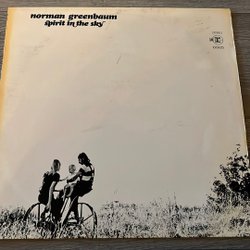 norman greenbaum
spirit in the sky